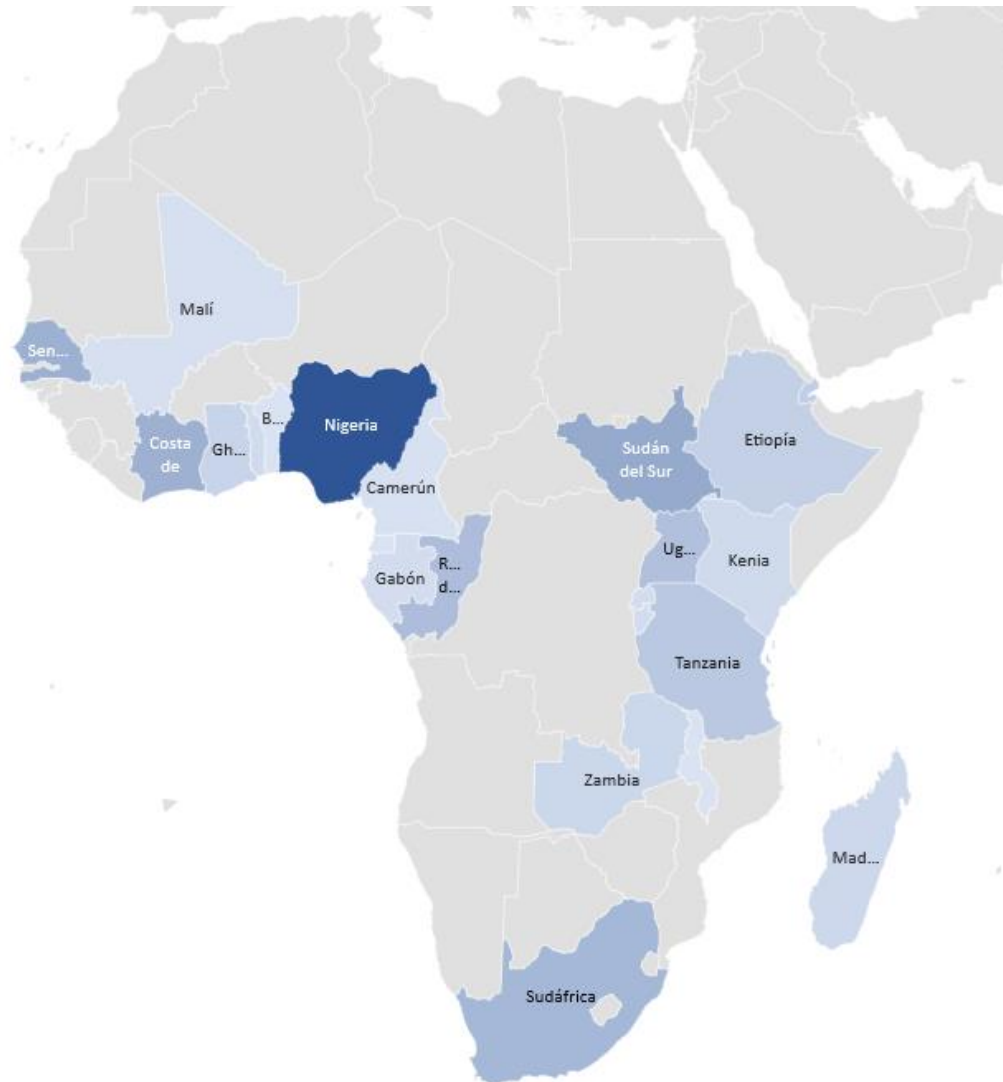 Malí
Sen...
B...
Nigeria
Costa
de
Gh...
Camerún
Sudán
del Sur
Etiopía
R...
d...
Gabón
Ug...
Kenia
Tanzania
Zambia
Mad...
Sudáfrica